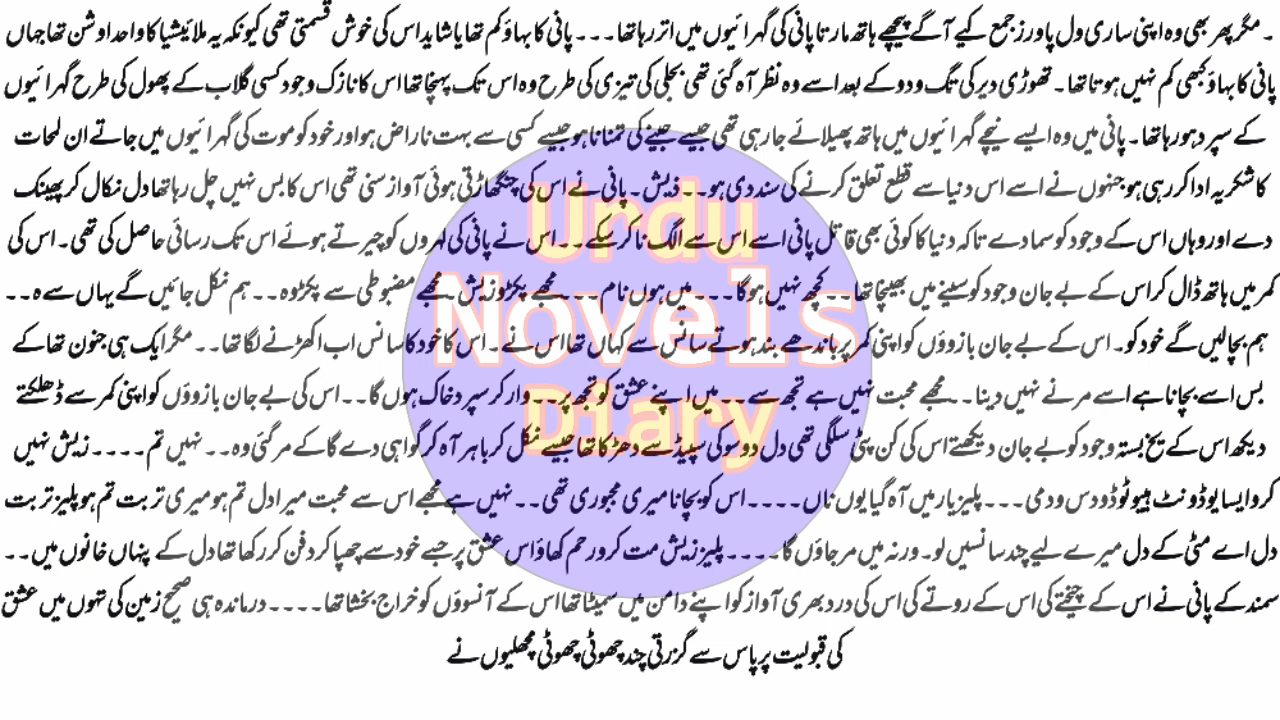 ۔ مگر پھر بھی وہ اپنی ساری ول پاورز جمع کیے آگے پیچھے ہاتھ مارتا پانی کی گہرائیوں میں اتر رہا تھا۔۔۔ پانی کا بہاؤ کم تھا یا شاید اس کی خوش قسمتی تھی کیونکہ یہ ملائیشیا کا واحد اوشن تھا جہاں
پانی کا بہاؤ کبھی کم نہیں ہوتا تھا۔ تھوڑی دیر کی تگ و دو کے بعد اسے وہ نظر آہ گئی تھی بجلی کی تیزی کی طرح وہ اس تک پہنچا تھا اس کا نازک وجود کسی گلاب کے پھول کی طرح گہرائیوں
کے سپرد ہو رہا تھا۔ پانی میں وہ ایسے نیچے گہرائیوں میں ہاتھ پھیلائے جا رہی تھی جیسے جینے کی تمنا نا ہو جیسے کسی سے بہت ناراض ہو اور خود کو موت کی گہرائیوں میں جاتے ان لمحات
کا شکریہ ادا کر رہی ہو جنہوں نے اسے اس دنیا سے قطع تعلق کرنے کی سند دی ہو۔۔ ذیش۔ پانی نے اس کی چنگھاڑتی ہوئی آواز سنی تھی اس کا بس نہیں چل رہا تھا دل نکال کر پھینک
دے اور وہاں اس کے وجود کو سما دے تاکہ دنیا کا کوئی بھی قاتل پانی اسے اس سے الگ نا کر سکے۔۔ اس نے پانی کی لہروں کو چیرتے ہوئے اس تک رسائی حاصل کی تھی۔ اس کی
کمر میں ہاتھ ڈال کر اس کے بے جان وجود کو سینے میں بھینچا تھا۔۔ کچھ نہیں ہو گا۔۔۔ میں ہوں نام۔۔۔ مجھے پکڑو زیش مجھے مضبوطی سے پکڑوہ۔۔ ہم نکل جائیں گے یہاں سے ہ۔۔
ہم بچا لیں گے خود کو۔ اس کے بے جان بازوؤں کو اپنی کمر پر باندھے بند ہوتے سانس سے کہاں تھا اس نے۔ اس کا خود کا سانس اب اکھڑنے لگا تھا۔۔ مگر ایک ہی جنون تھا کے
بس اسے بچانا ہے اسے مرنے نہیں دینا۔۔ مجھے محبت نہیں ہے تجھ سے۔۔ میں اپنے عشق کو تجھ پر۔۔ وار کر سپرد خاک ہوں گا۔۔ اس کی بے جان بازوؤں کو اپنی کمر سے ڈھلکتے
دیکھ اس کے یخ بستہ وجود کو بے جان دیکھتے اس کی کن پٹی سلگی تھی دل دو سو کی سپیڈ سے دھڑکا تھا جیسے نکل کر باہر آہ کر گواہی دے گا کے مر گئی وہ۔۔ نہیں تم۔۔۔۔ زیش نہیں
کرو ایسا یو ڈونٹ ہیو ٹو ڈو دس ود می۔۔۔ پلیز یار میں آہ گیا یوں ناں۔۔۔۔ اس کو بچانا میری مجبوری تھی۔۔ نہیں ہے مجھے اس سے محبت میرا دل تم ہو میری تربت تم ہو پلیز تربت
دل اے مٹی کے دل میرے لیے چند سانسیں لو۔ ورنہ میں مر جاؤں گا۔۔۔۔ پلیز زیش مت کرو رحم کھاؤ اس عشق پر جسے خود سے چھپا کر دفن کر رکھا تھا دل کے پنہاں خانوں میں۔۔
سمند کے پانی نے اس کے چیختے کی اس کے روتے کی اس کی درد بھری آواز کو اپنے دامن میں سمیٹا تھا اس کے آنسوؤں کو خراج بخشا تھا۔۔۔۔ درماندہ ہی صحیح زمین کی تہوں میں عشق
کی قبولیت پر پاس سے گزرتی چند چھوٹی چھوٹی مچھلیوں نے
Urdu
Novels
Diary